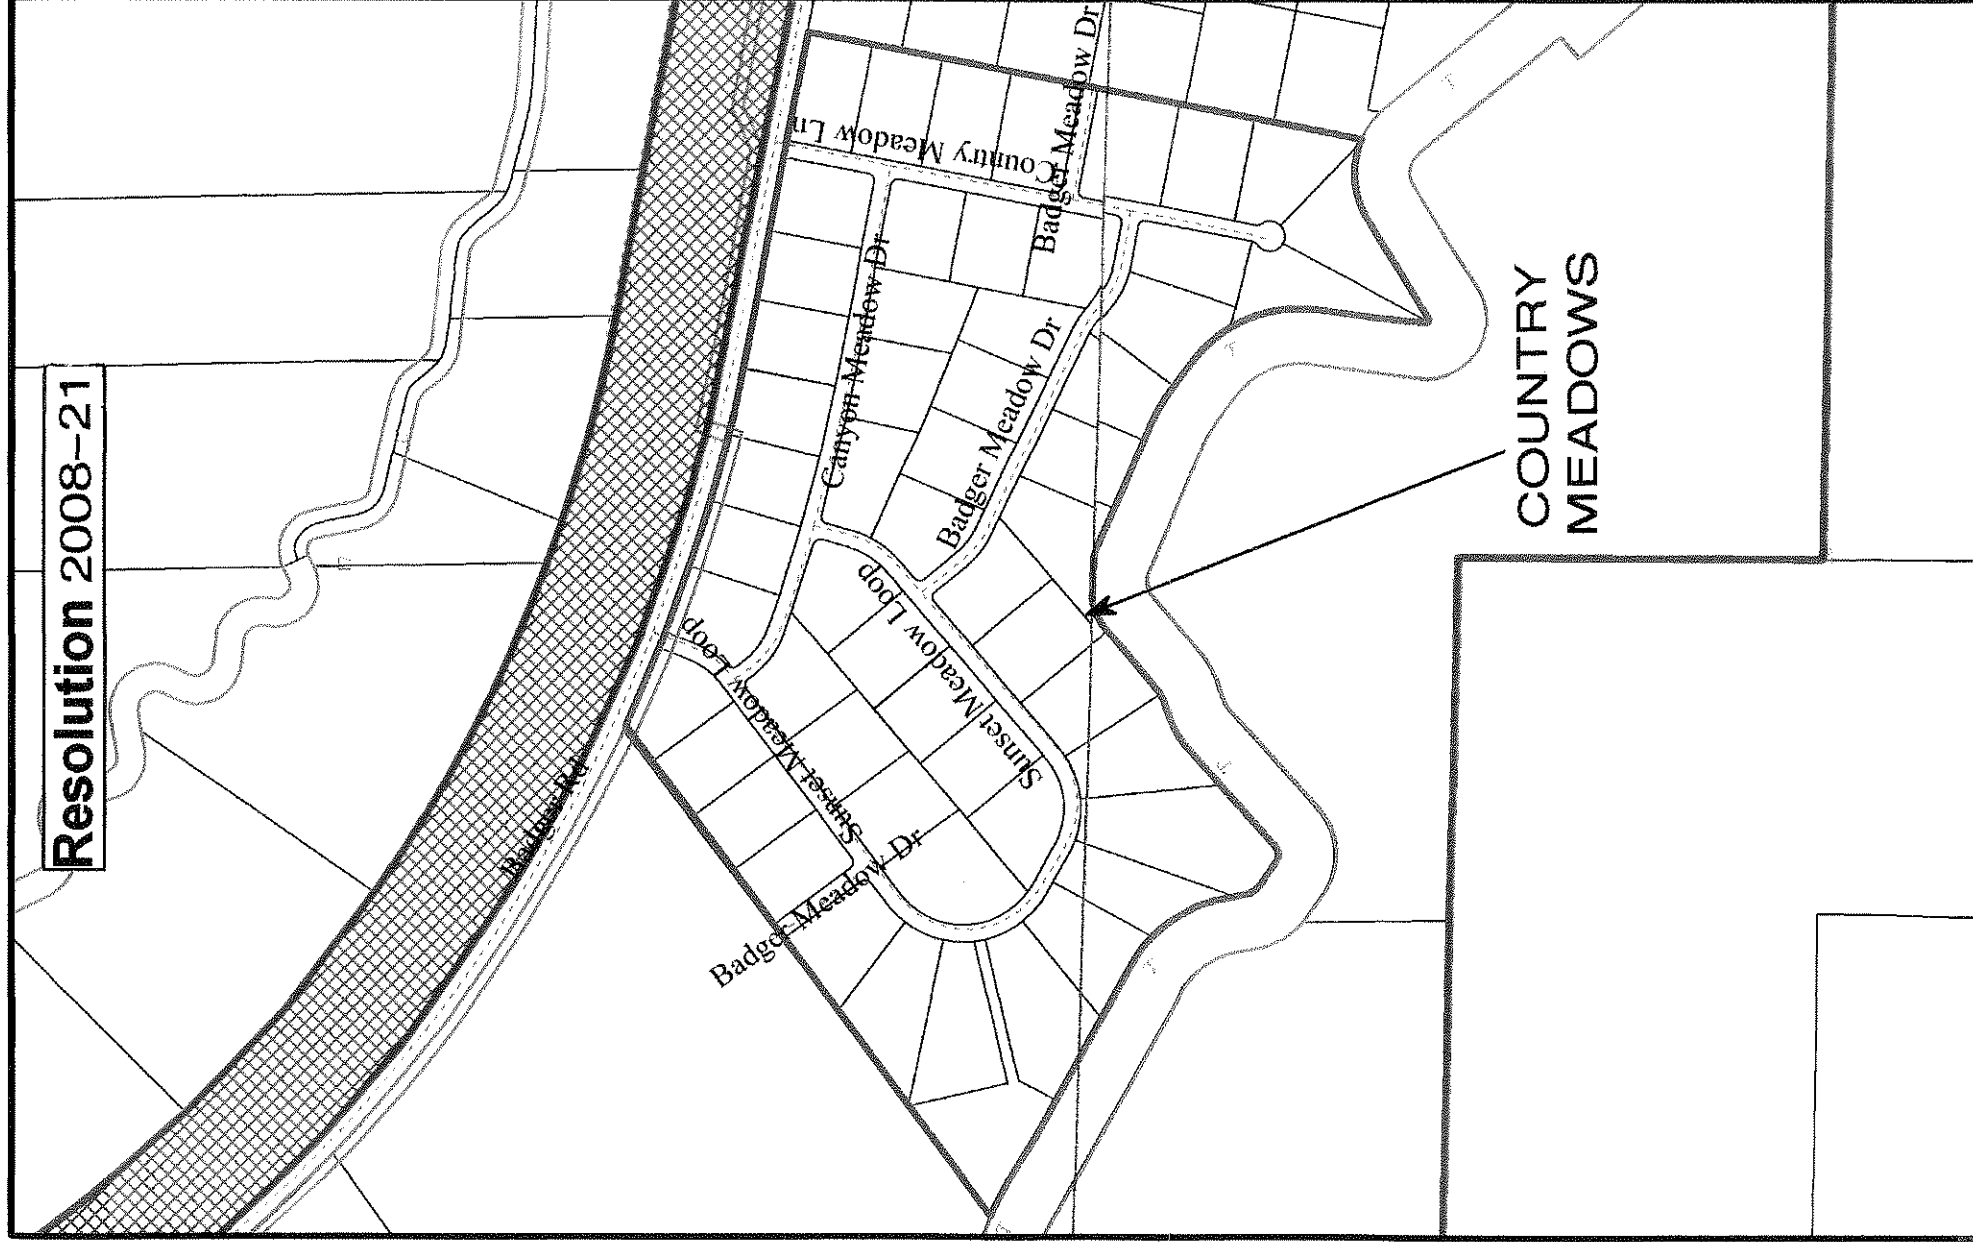 Resolution 2008-21
Badger Rd
Country Meadow Ln
Badger Meadow Dr
Canyon Meadow Dr
Badger Meadow Dr
Sunset Meadow Loop
Sunset Meadow Loop
Badger Meadow Dr
COUNTRY
MEADOWS